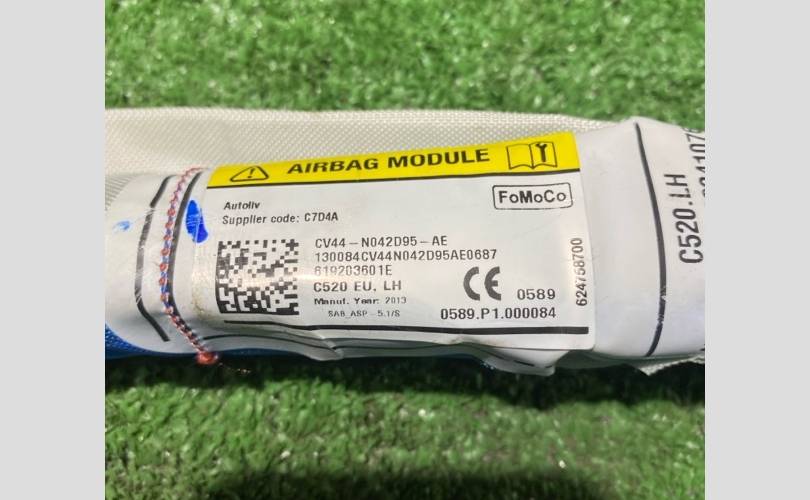 AIRBAG MODULE
FoMoCo
Autoliv
Supplier code: C7D4A
CV44-N042D95-AE
130084CV44N042D95AE0687
619203601E
C520 EU, LH
Manuf. Year: 2013
SAB_ASP - 5.1/S
CE 0589
0589.P1.000084
624758700
C520.LH